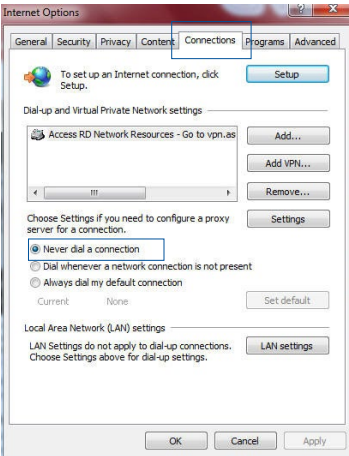 Internet Options
General Security Privacy Content Connections Programs Advanced
To set up an Internet connection, click
Setup.
Setup
Dial-up and Virtual Private Network settings
Access RD Network Resources - Go to vpn.as
Add...
Add VPN...
Remove...
Choose Settings if you need to configure a proxy
server for a connection.
Settings
Never dial a connection
Dial whenever a network connection is not present
Always dial my default connection
Current None
Set default
Local Area Network (LAN) settings
LAN Settings do not apply to dial-up connections.
Choose Settings above for dial-up settings.
LAN settings
OK Cancel Apply